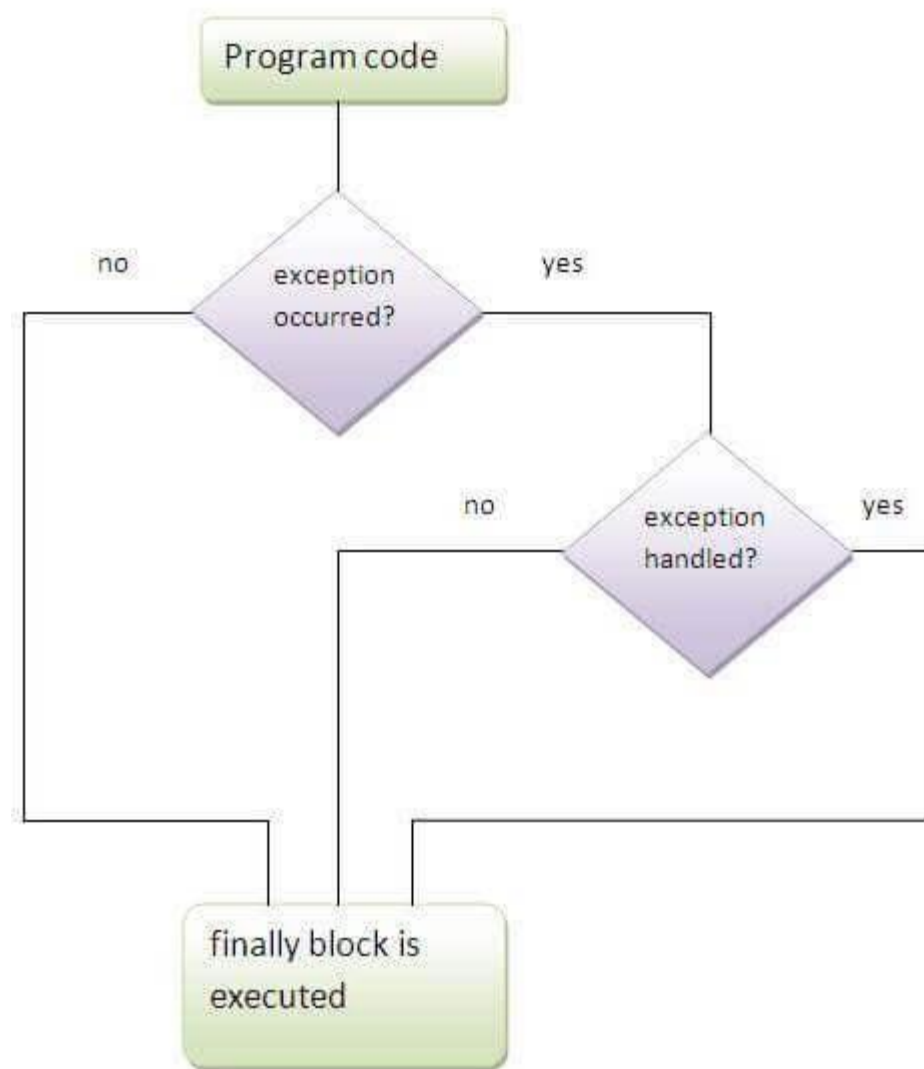 Program code
no
yes
exception
occurred?
no
yes
exception
handled?
finally block is
executed